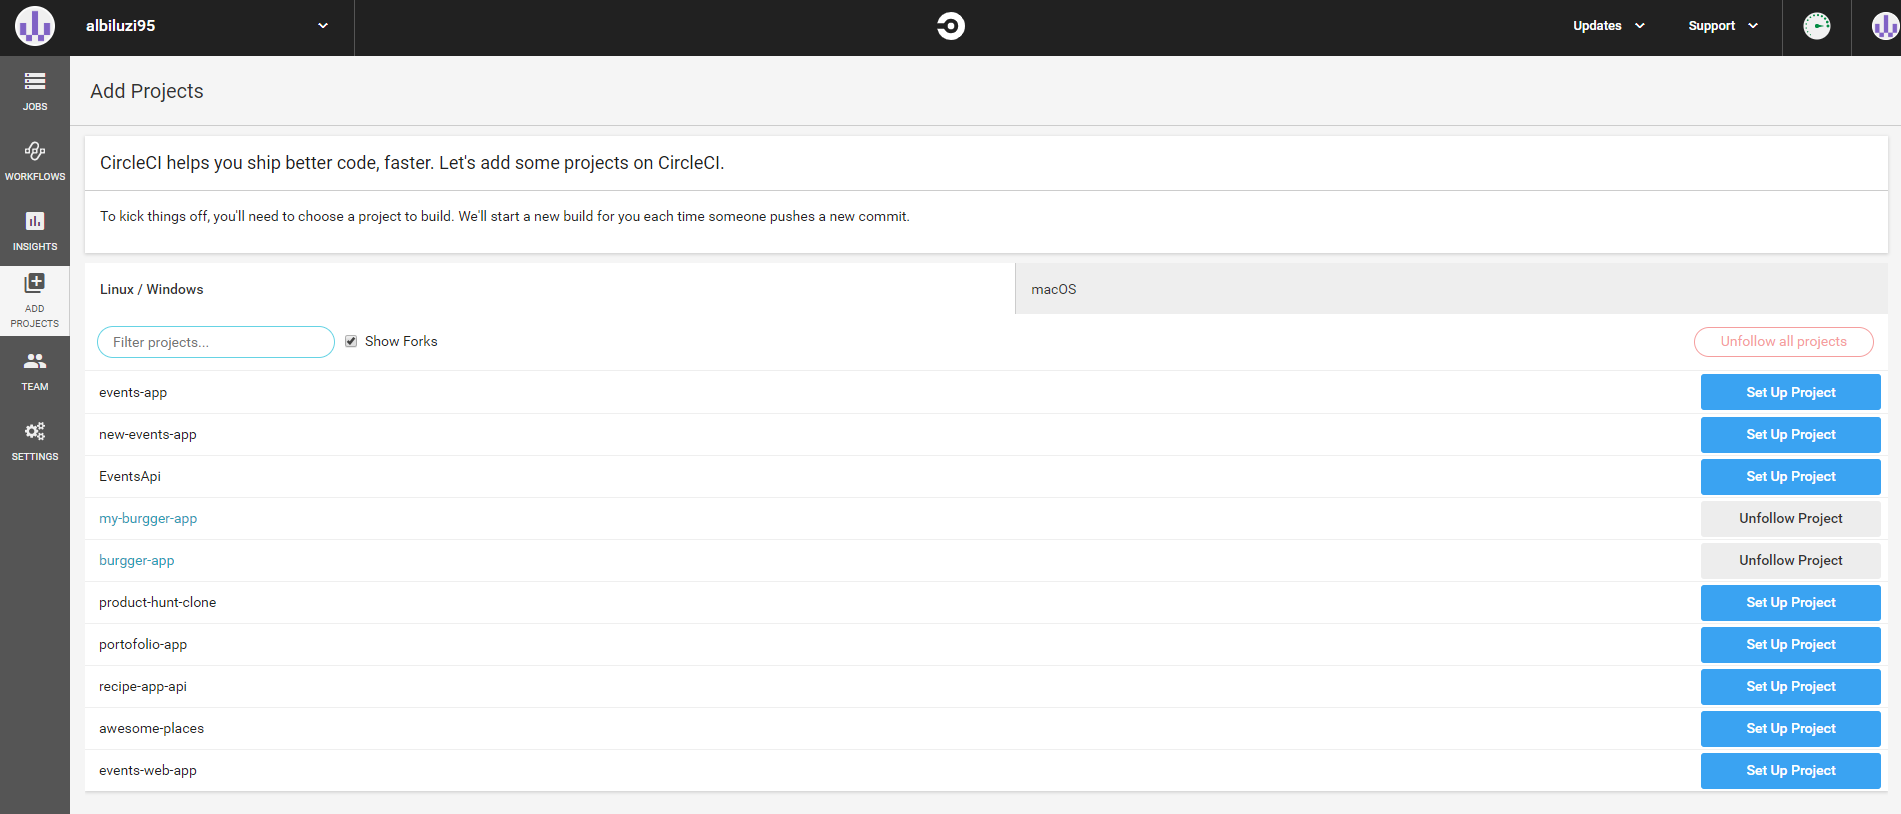 albiluzi95
Updates
Support
JOBS
WORKFLOWS
INSIGHTS
ADD
PROJECTS
TEAM
SETTINGS
Add Projects
CircleCI helps you ship better code, faster. Let's add some projects on CircleCI.
To kick things off, you'll need to choose a project to build. We'll start a new build for you each time someone pushes a new commit.
Linux / Windows
macOS
Filter projects...
Show Forks
Unfollow all projects
events-app
Set Up Project
new-events-app
Set Up Project
EventsApi
Set Up Project
my-burgger-app
Unfollow Project
burgger-app
Unfollow Project
product-hunt-clone
Set Up Project
portofolio-app
Set Up Project
recipe-app-api
Set Up Project
awesome-places
Set Up Project
events-web-app
Set Up Project